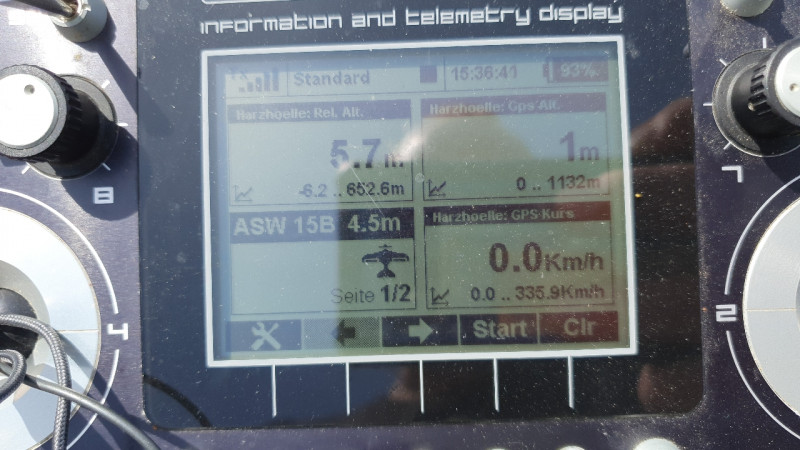 information and telemetry display
Tx Standard 15:36:41 93%
Harzhoelle: Rel. Alt.
5.7m
-6.2 .. 652.6m
Harzhoelle: Gps Alt.
1m
0 .. 1132m
ASW 15B 4.5m
Seite 1/2
Harzhoelle: GPS Kurs
0.0Km/h
0.0 .. 335.9Km/h
Start Clr
8
7
4
2